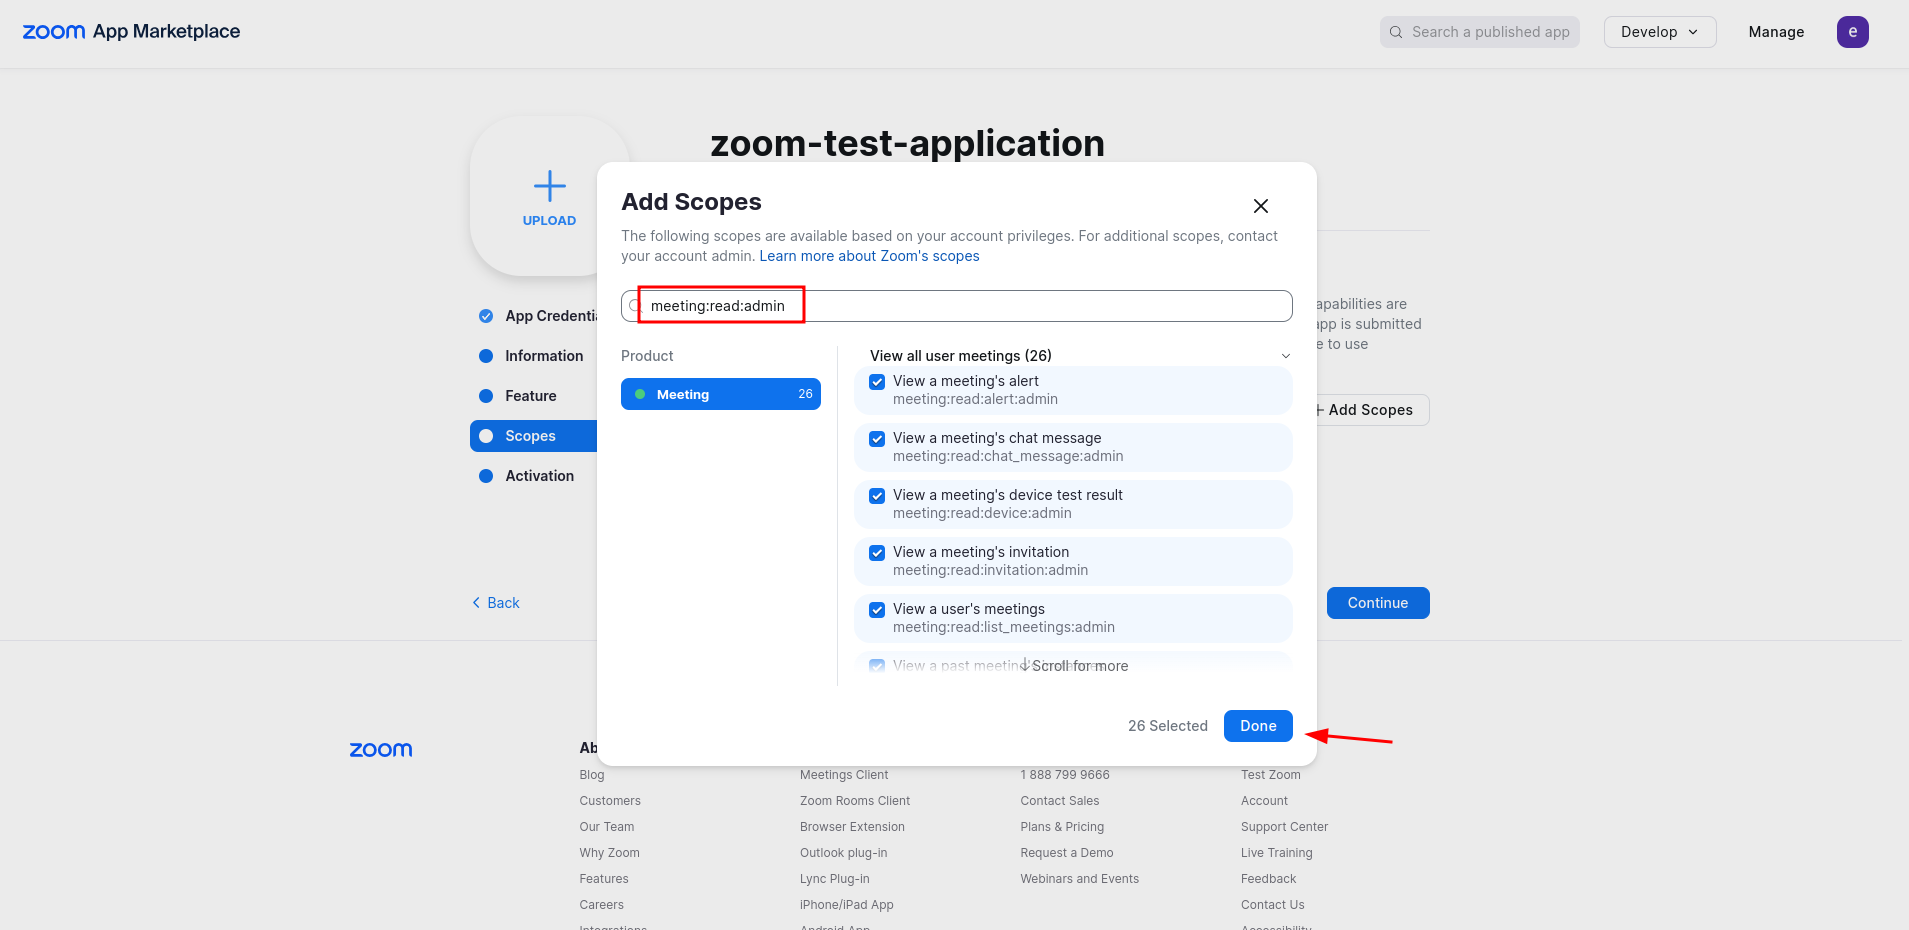 zoom App Marketplace
Search a published app
Develop
Manage
e
zoom-test-application
UPLOAD
App Credentia
Information
Feature
Scopes
Activation
Back
Add Scopes
The following scopes are available based on your account privileges. For additional scopes, contact
your account admin. Learn more about Zoom's scopes
meeting:read:admin
Product
Meeting 26
View all user meetings (26)
View a meeting's alert
meeting:read:alert:admin
View a meeting's chat message
meeting:read:chat_message:admin
View a meeting's device test result
meeting:read:device:admin
View a meeting's invitation
meeting:read:invitation:admin
View a user's meetings
meeting:read:list_meetings:admin
View a past meeting's
Scroll for more
26 Selected
Done
apabilities are
app is submitted
e to use
+ Add Scopes
Continue
zoom
Ab
Blog
Customers
Our Team
Why Zoom
Features
Careers
Integrations
Meetings Client
Zoom Rooms Client
Browser Extension
Outlook plug-in
Lync Plug-in
iPhone/iPad App
Android App
1 888 799 9666
Contact Sales
Plans & Pricing
Request a Demo
Webinars and Events
Test Zoom
Account
Support Center
Live Training
Feedback
Contact Us
Accessibility